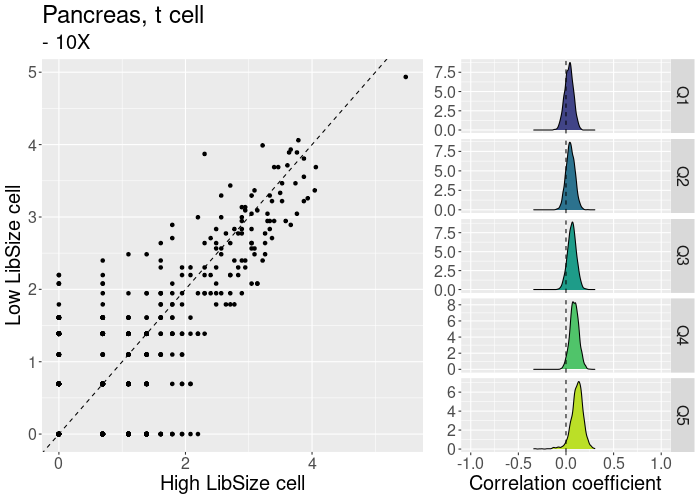 Pancreas, t cell
- 10X
5
4
3
2
1
0
Low LibSize cell
0 2 4
High LibSize cell
7.5
5.0
2.5
0.0
Q1
7.5
5.0
2.5
0.0
Q2
7.5
5.0
2.5
0.0
Q3
8
6
4
2
0
Q4
6
4
2
0
Q5
-1.0 -0.5 0.0 0.5 1.0
Correlation coefficient